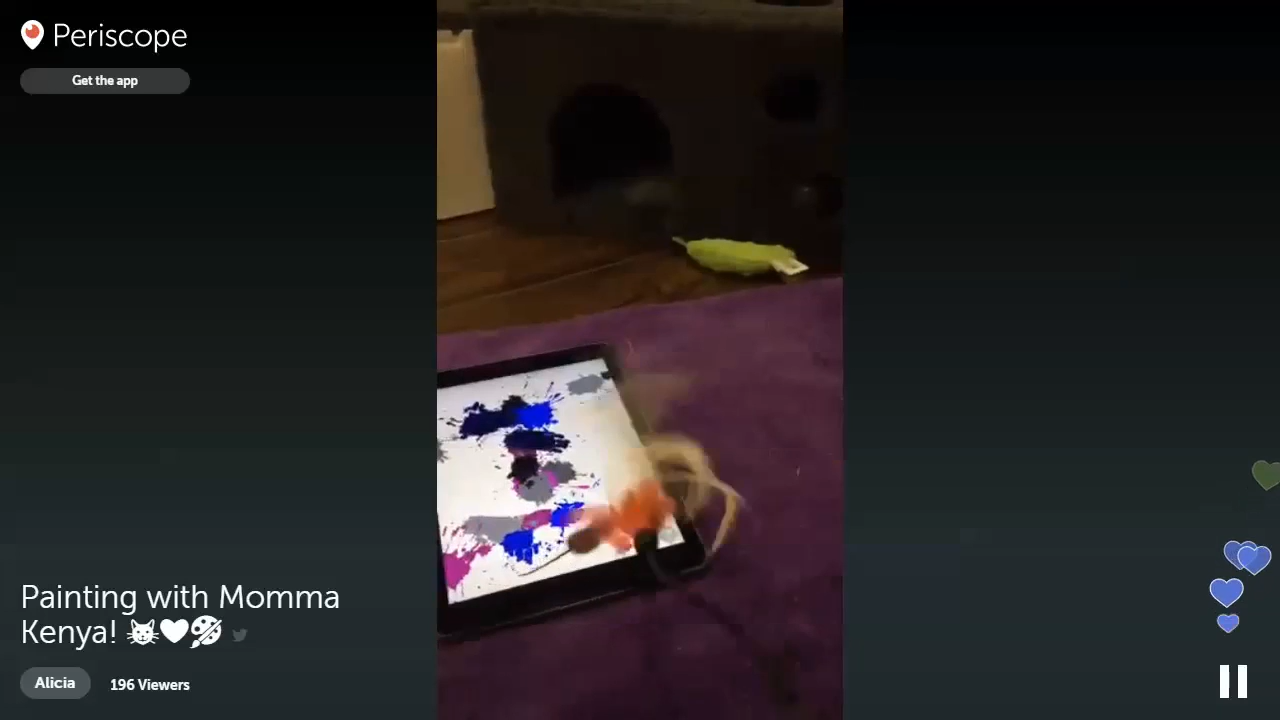 Periscope
Get the app
Painting with Momma
Kenya! 😺❤🎨
Alicia
196 Viewers